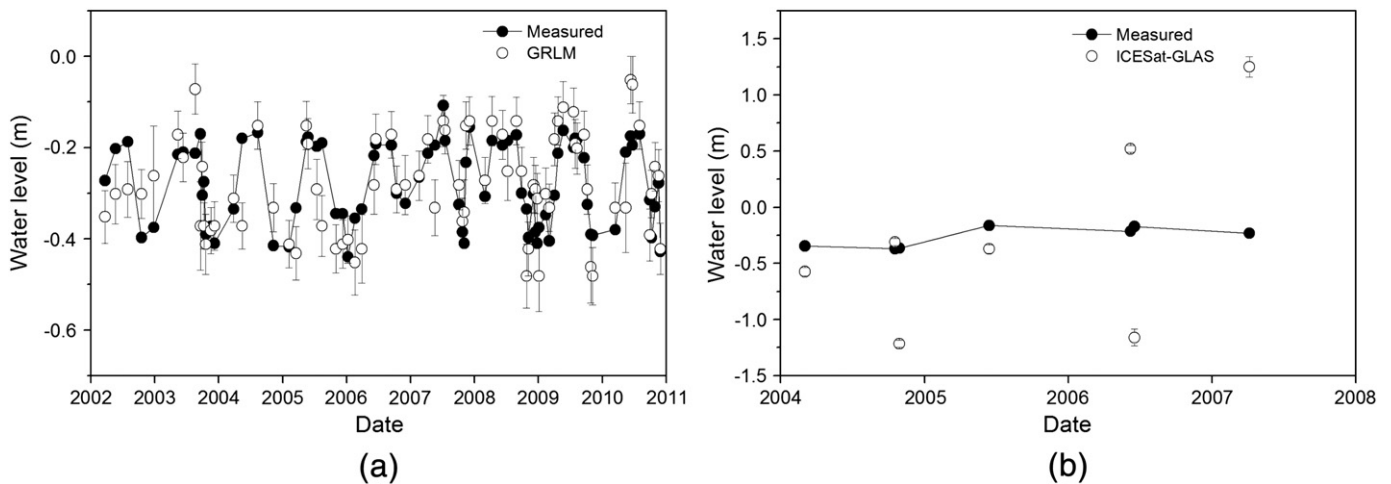 Measured
GRLM
0.0
-0.2
-0.4
-0.6
Water level (m)
2002 2003 2004 2005 2006 2007 2008 2009 2010 2011
Date
(a)
Measured
ICESat-GLAS
1.5
1.0
0.5
0.0
-0.5
-1.0
-1.5
Water level (m)
2004 2005 2006 2007 2008
Date
(b)